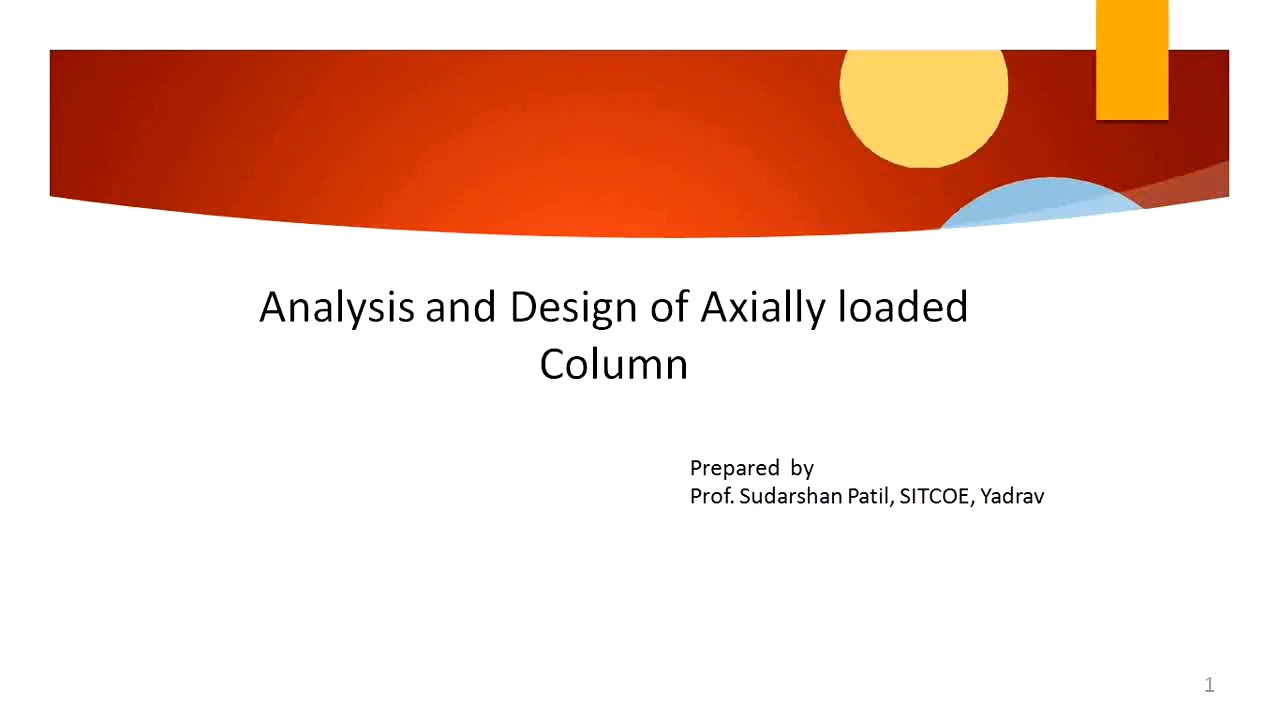 Analysis and Design of Axially loaded
Column
Prepared by
Prof. Sudarshan Patil, SITCOE, Yadrav
1